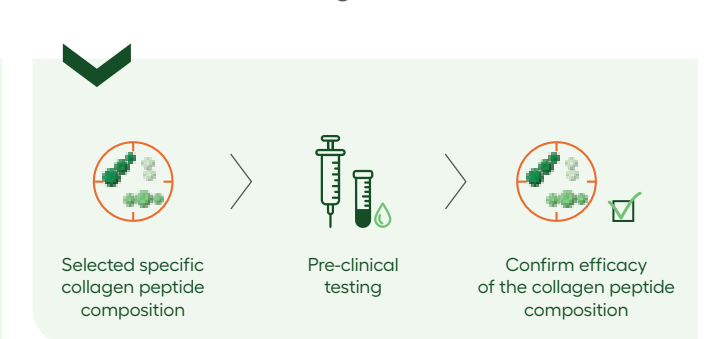 Selected specific
collagen peptide
composition
Pre-clinical
testing
Confirm efficacy
of the collagen peptide
composition